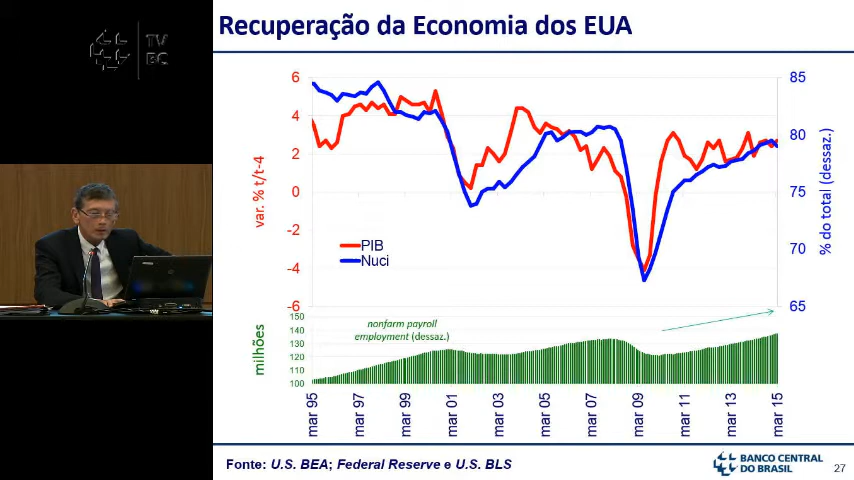 TV
BC
Recuperação da Economia dos EUA
6
4
2
0
-2
-4
-6
var. % t/t-4
85
80
75
70
65
% do total (dessaz.)
PIB
Nuci
150
140
130
120
110
100
milhões
nonfarm payroll
employment (dessaz.)
mar 95
mar 97
mar 99
mar 01
mar 03
mar 05
mar 07
mar 09
mar 11
mar 13
mar 15
Fonte: U.S. BEA; Federal Reserve e U.S. BLS
BANCO CENTRAL
DO BRASIL
27